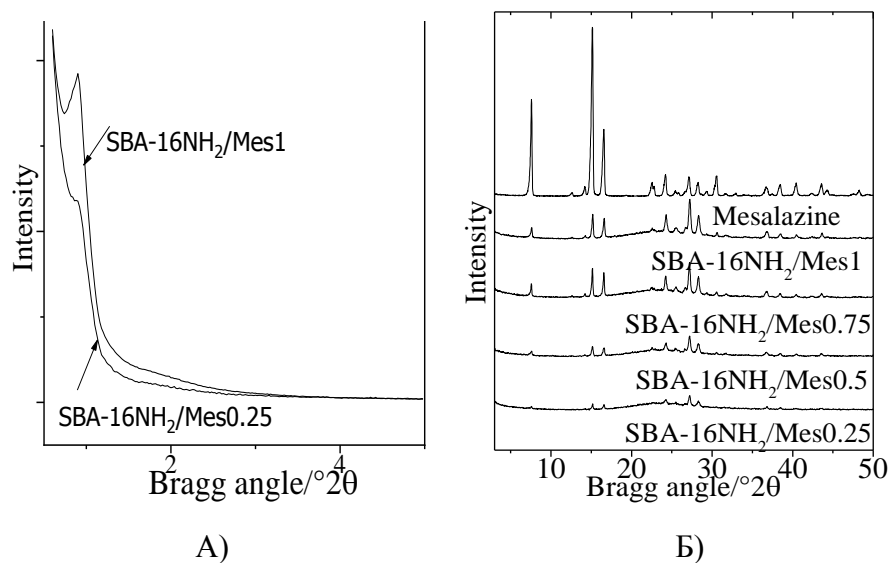 Intensity
SBA-16NH₂/Mes1
SBA-16NH₂/Mes0.25
2 4
Bragg angle/°2θ
А)
Intensity
Mesalazine
SBA-16NH₂/Mes1
SBA-16NH₂/Mes0.75
SBA-16NH₂/Mes0.5
SBA-16NH₂/Mes0.25
10 20 30 40 50
Bragg angle/°2θ
Б)